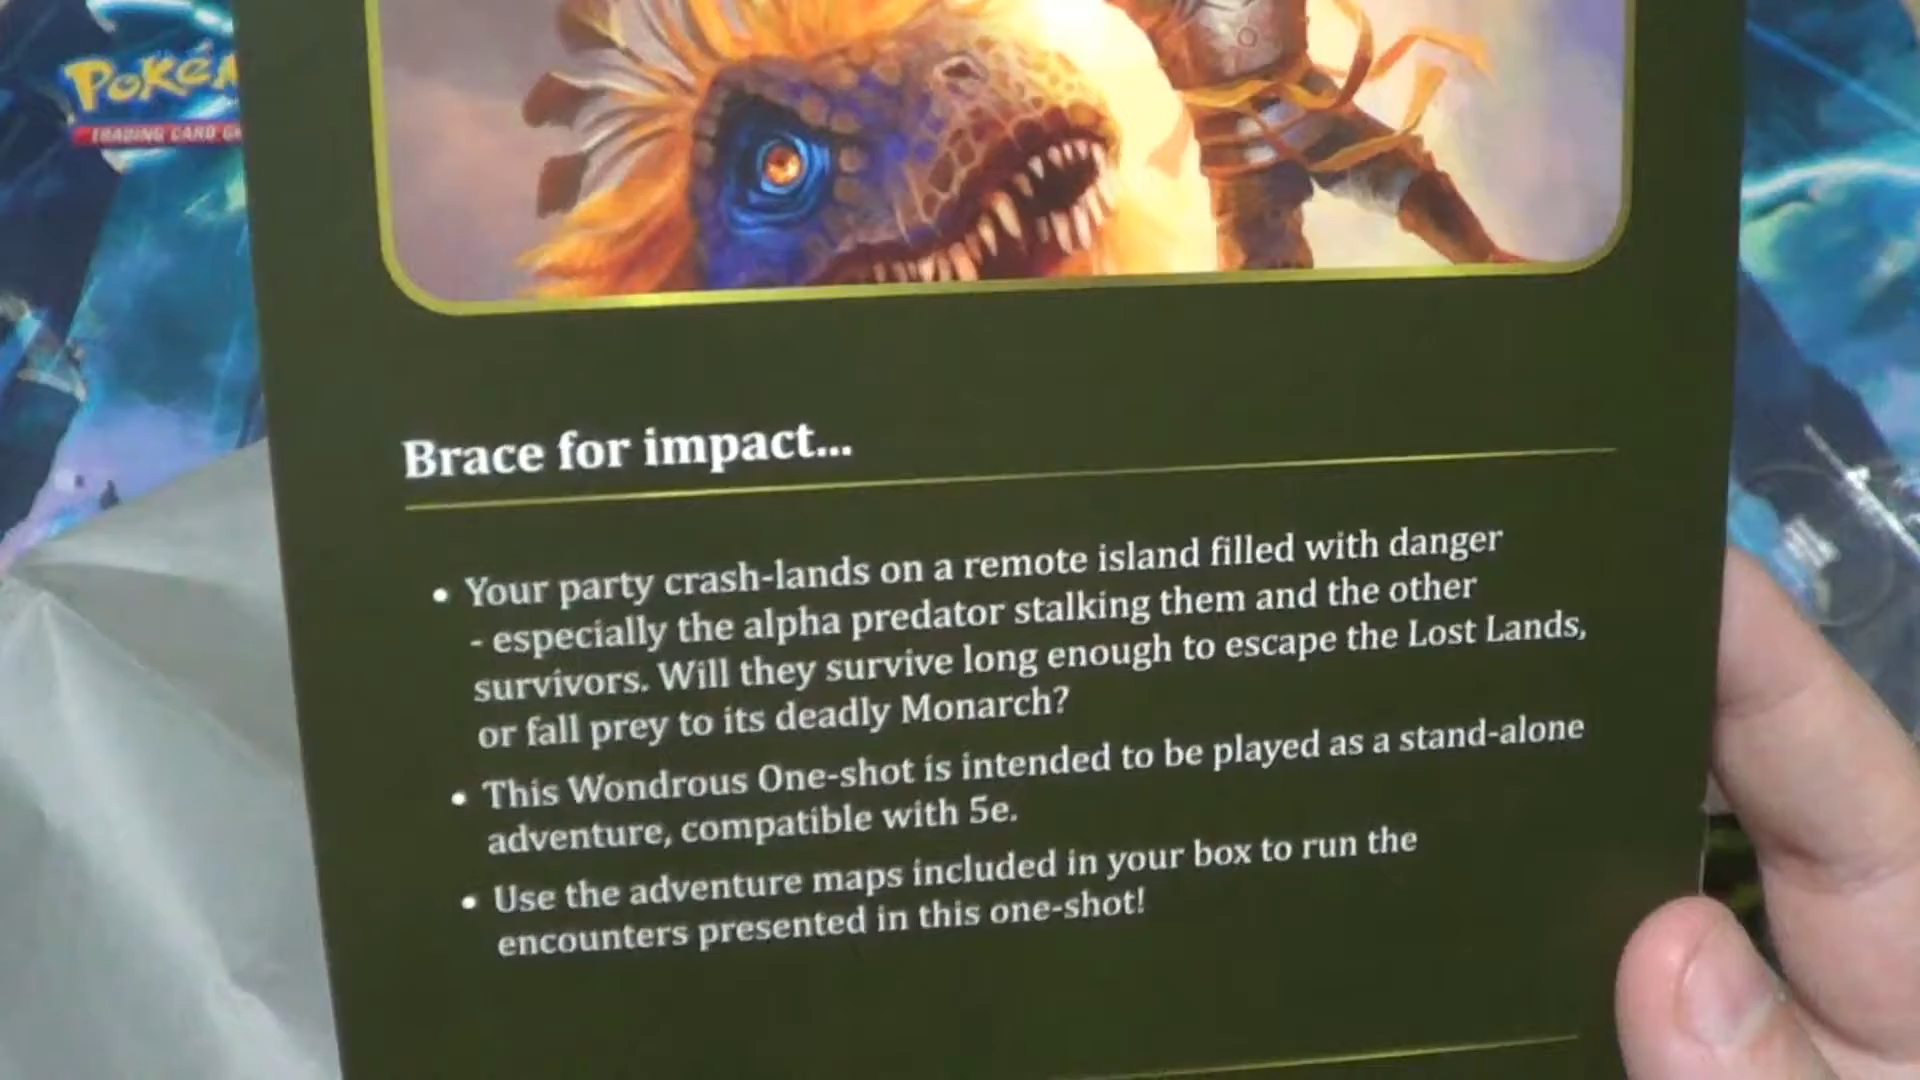 POKÉM
TRADING CARD G
Brace for impact...
• Your party crash-lands on a remote island filled with danger
- especially the alpha predator stalking them and the other
survivors. Will they survive long enough to escape the Lost Lands,
or fall prey to its deadly Monarch?
• This Wondrous One-shot is intended to be played as a stand-alone
adventure, compatible with 5e.
• Use the adventure maps included in your box to run the
encounters presented in this one-shot!